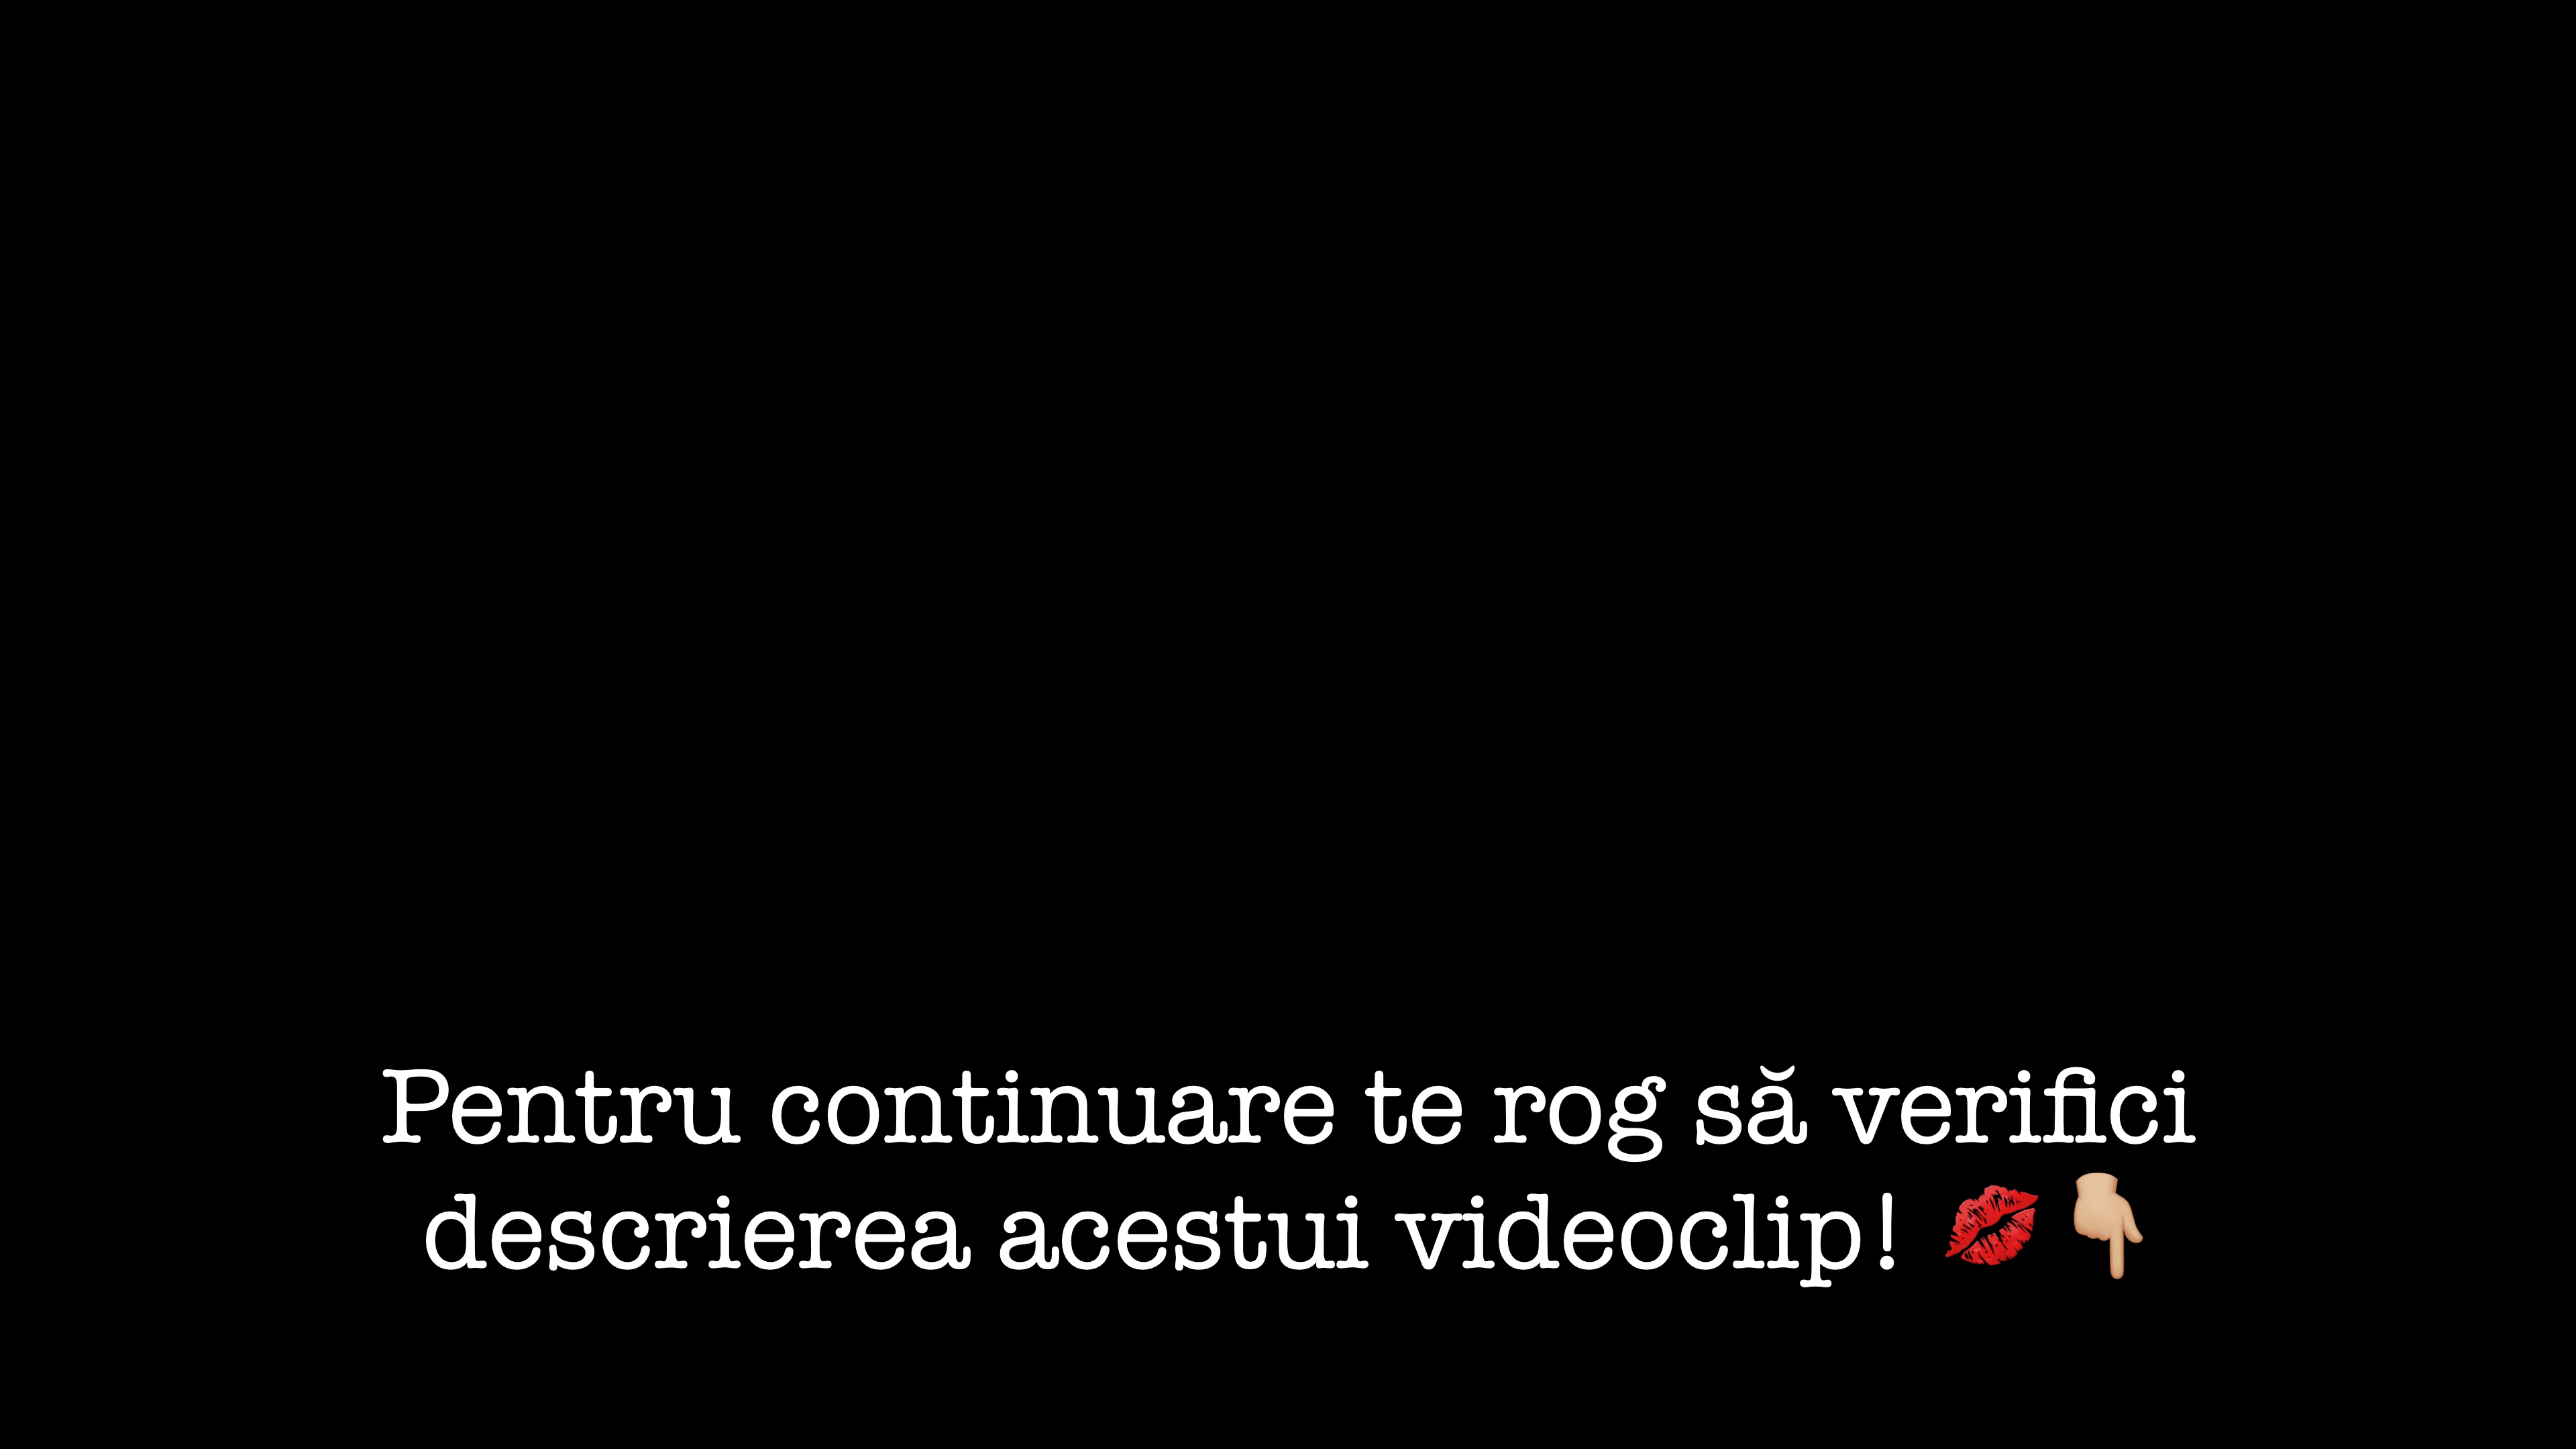 Pentru continuare te rog să verifici
descrierea acestui videoclip! 💋👇🏼